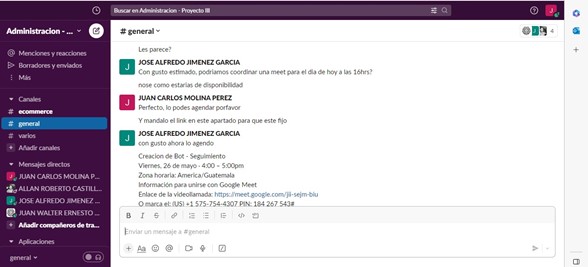 Buscar en Administracion - Proyecto III
Administracion -...
Menciones y reacciones
Borradores y enviados
Más
Canales
# ecommerce
# general
# varios
Añadir canales
Mensajes directos
JUAN CARLOS MOLINA P...
ALLAN ROBERTO CASTILL...
JOSE ALFREDO JIMENEZ ...
JUAN WALTER ERNESTO ...
Añadir compañeros de tra...
Aplicaciones
general
# general
4
Les parece?
JOSE ALFREDO JIMENEZ GARCIA
Con gusto estimado, podriamos coordinar una meet para el dia de hoy a las 16hrs?
nose como estarias de disponibilidad
JUAN CARLOS MOLINA PEREZ
Perfecto, lo podes agendar porfavor
Y mandalo el link en este apartado para que este fijo
JOSE ALFREDO JIMENEZ GARCIA
con gusto ahora lo agendo
Creacion de Bot - Seguimiento
Viernes, 26 de mayo · 4:00 – 5:00pm
Zona horaria: America/Guatemala
Información para unirse con Google Meet
Enlace de la videollamada: https://meet.google.com/jii-sejm-biu
O marca el: (US) +1 575-754-4307 PIN: 184 267 543#
B I S
Enviar un mensaje a #general
Aa